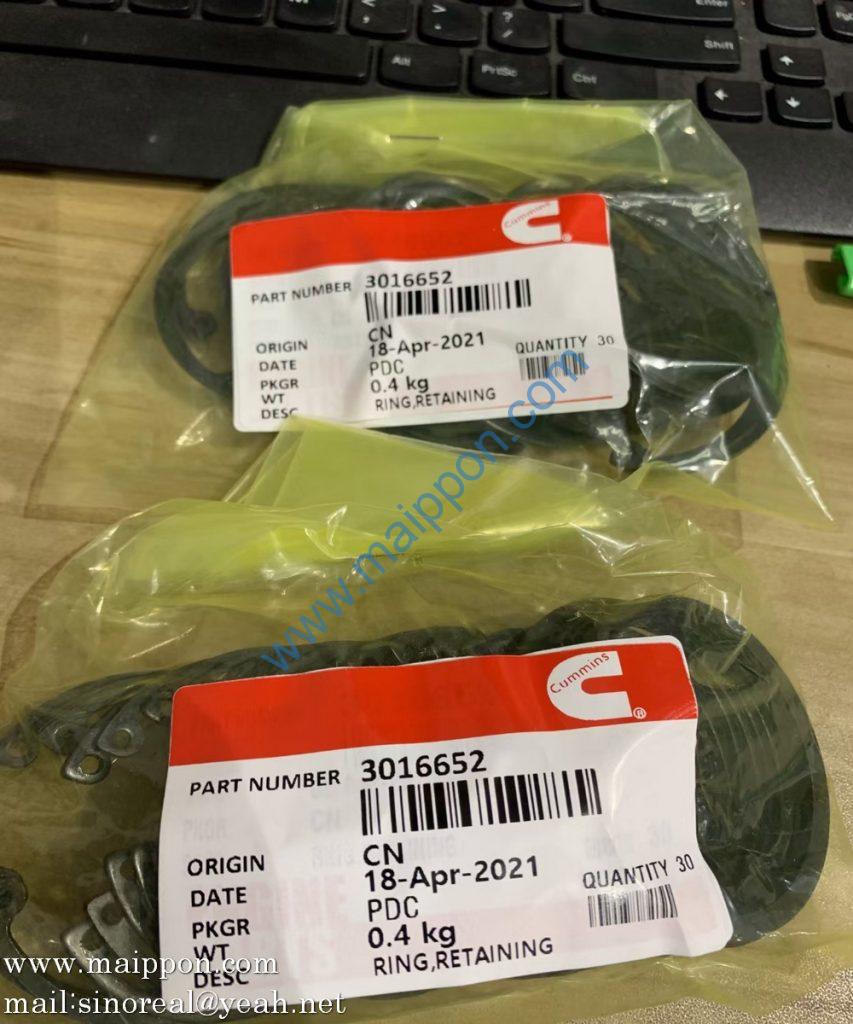 Enter
Shift
Alt
PrtSc
Ctrl
Cummins
PART NUMBER 3016652
ORIGIN CN
DATE 18-Apr-2021
QUANTITY 30
PKGR PDC
WT 0.4 kg
DESC RING,RETAINING
www.maippon.com
Cummins
PART NUMBER 3016652
ORIGIN CN
DATE 18-Apr-2021
QUANTITY 30
PKGR PDC
WT 0.4 kg
DESC RING,RETAINING
www.maippon.com
mail:sinoreal@yeah.net